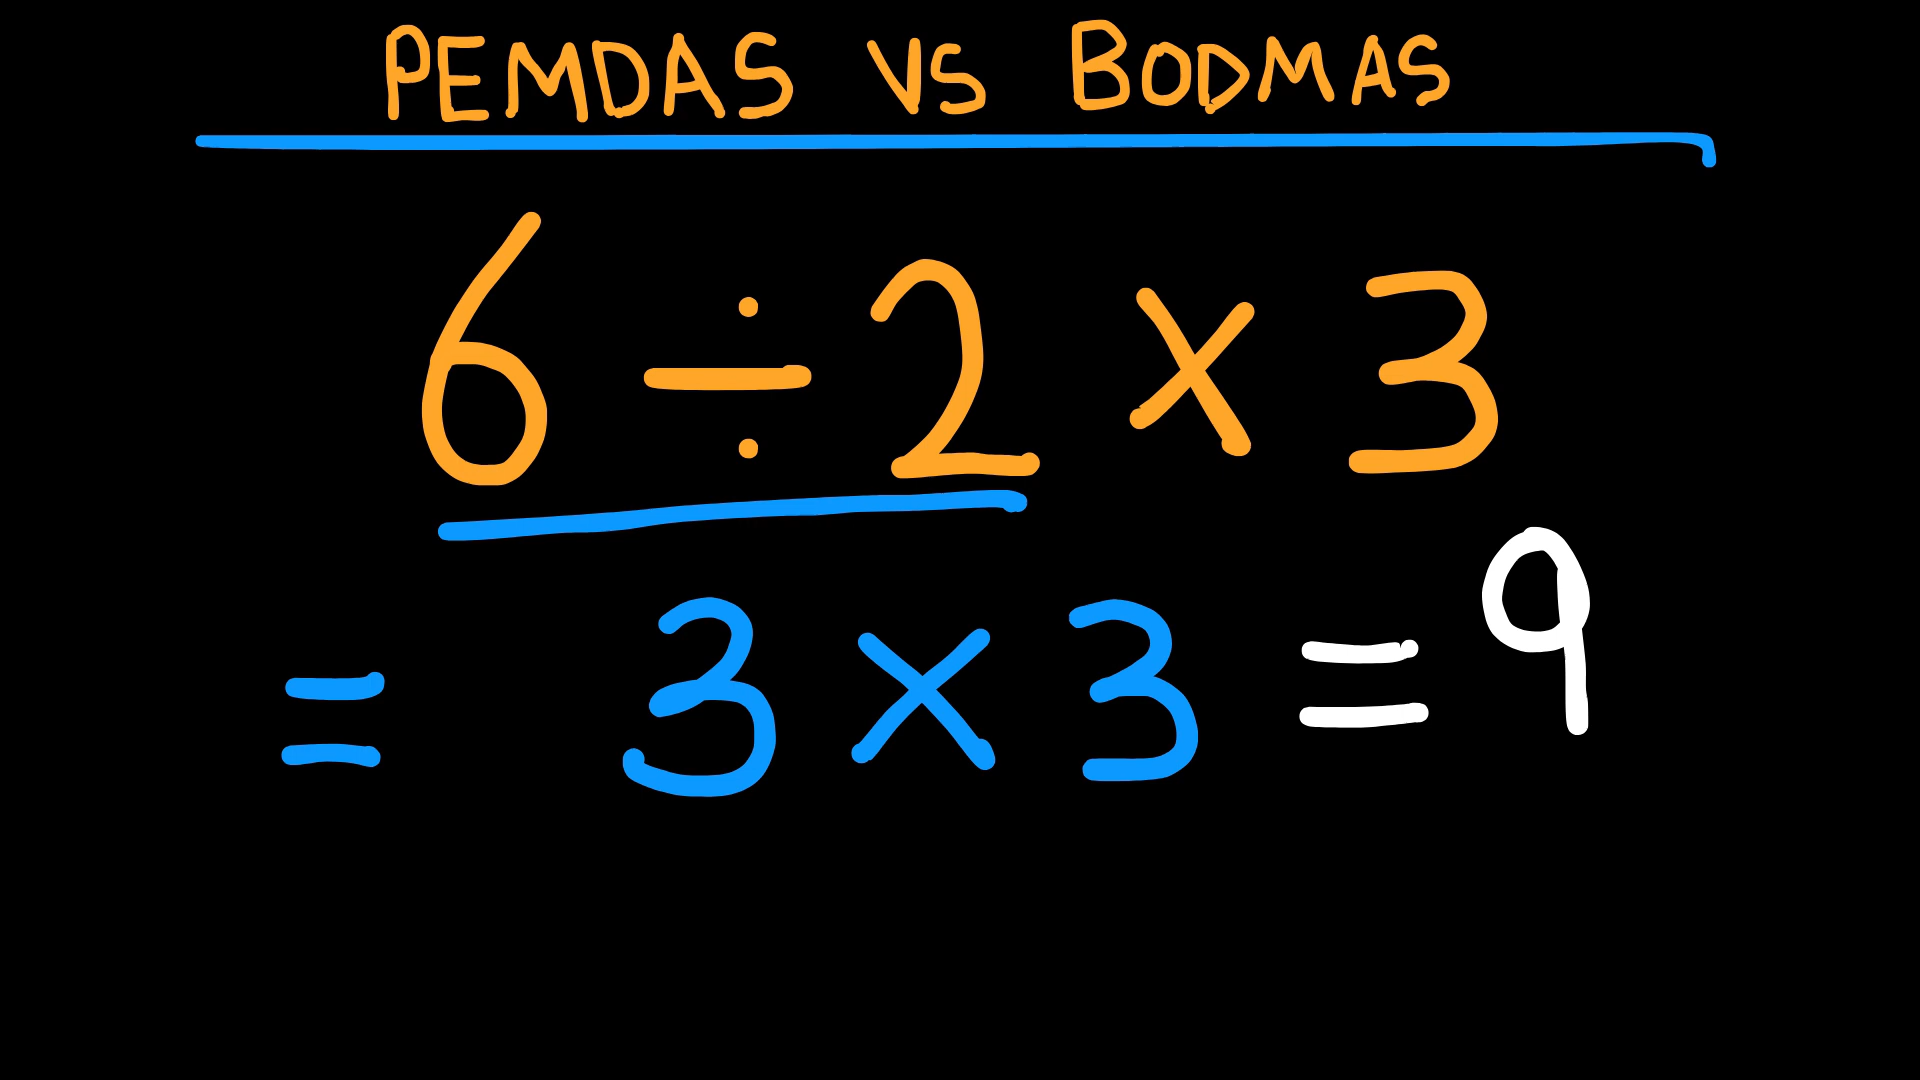 PEMDAS VS BODMAS
6 ÷ 2 × 3
= 3 × 3 = 9